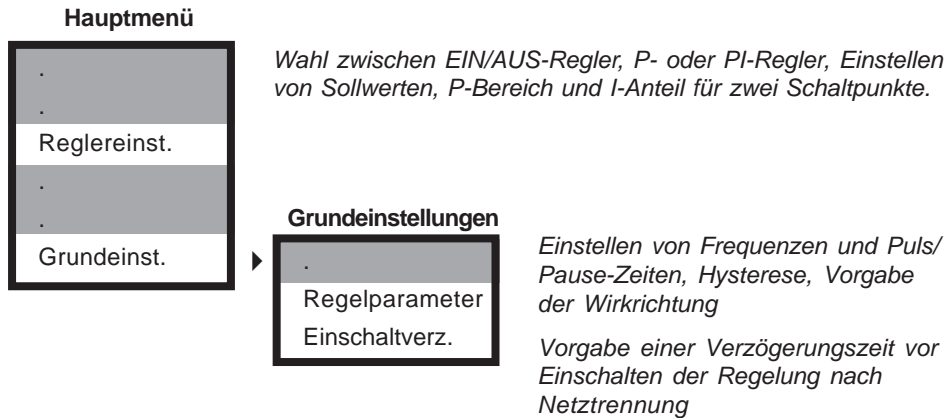 Hauptmenü
.
.
Reglereinst.
.
.
Grundeinst.
Wahl zwischen EIN/AUS-Regler, P- oder PI-Regler, Einstellen
von Sollwerten, P-Bereich und I-Anteil für zwei Schaltpunkte.
Grundeinstellungen
.
Regelparameter
Einschaltverz.
Einstellen von Frequenzen und Puls/
Pause-Zeiten, Hysterese, Vorgabe
der Wirkrichtung
Vorgabe einer Verzögerungszeit vor
Einschalten der Regelung nach
Netztrennung